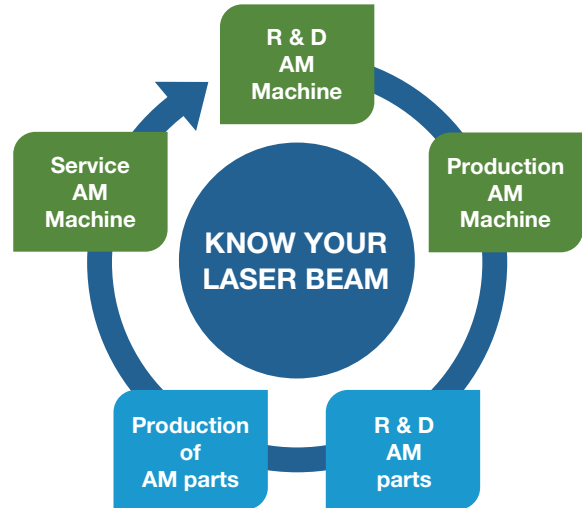 R & D
AM
Machine
Production
AM
Machine
R & D
AM
parts
Production
of
AM parts
Service
AM
Machine
KNOW YOUR
LASER BEAM